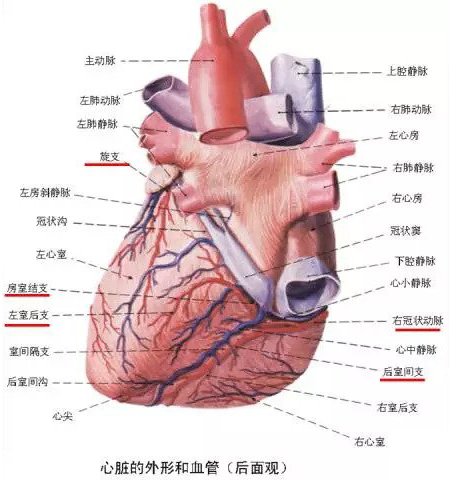 主动脉
上腔静脉
左肺动脉
右肺动脉
左肺静脉
左心房
旋支
右肺静脉
左房斜静脉
右心房
冠状沟
冠状窦
左心室
下腔静脉
房室结支
心小静脉
左室后支
右冠状动脉
室间隔支
心中静脉
后室间沟
后室间支
心尖
右室后支
右心室
心脏的外形和血管（后面观）